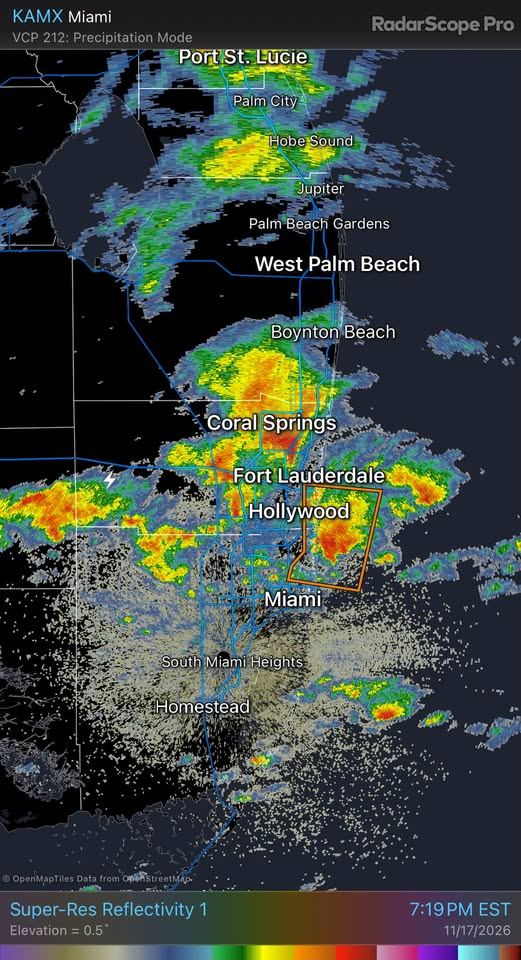 KAMX Miami
VCP 212: Precipitation Mode
RadarScope Pro
Port St. Lucie
Palm City
Hobe Sound
Jupiter
Palm Beach Gardens
West Palm Beach
Boynton Beach
Coral Springs
Fort Lauderdale
Hollywood
Miami
South Miami Heights
Homestead
© OpenMapTiles Data from OpenStreetMap
Super-Res Reflectivity 1
7:19 PM EST
Elevation = 0.5°
11/17/2026